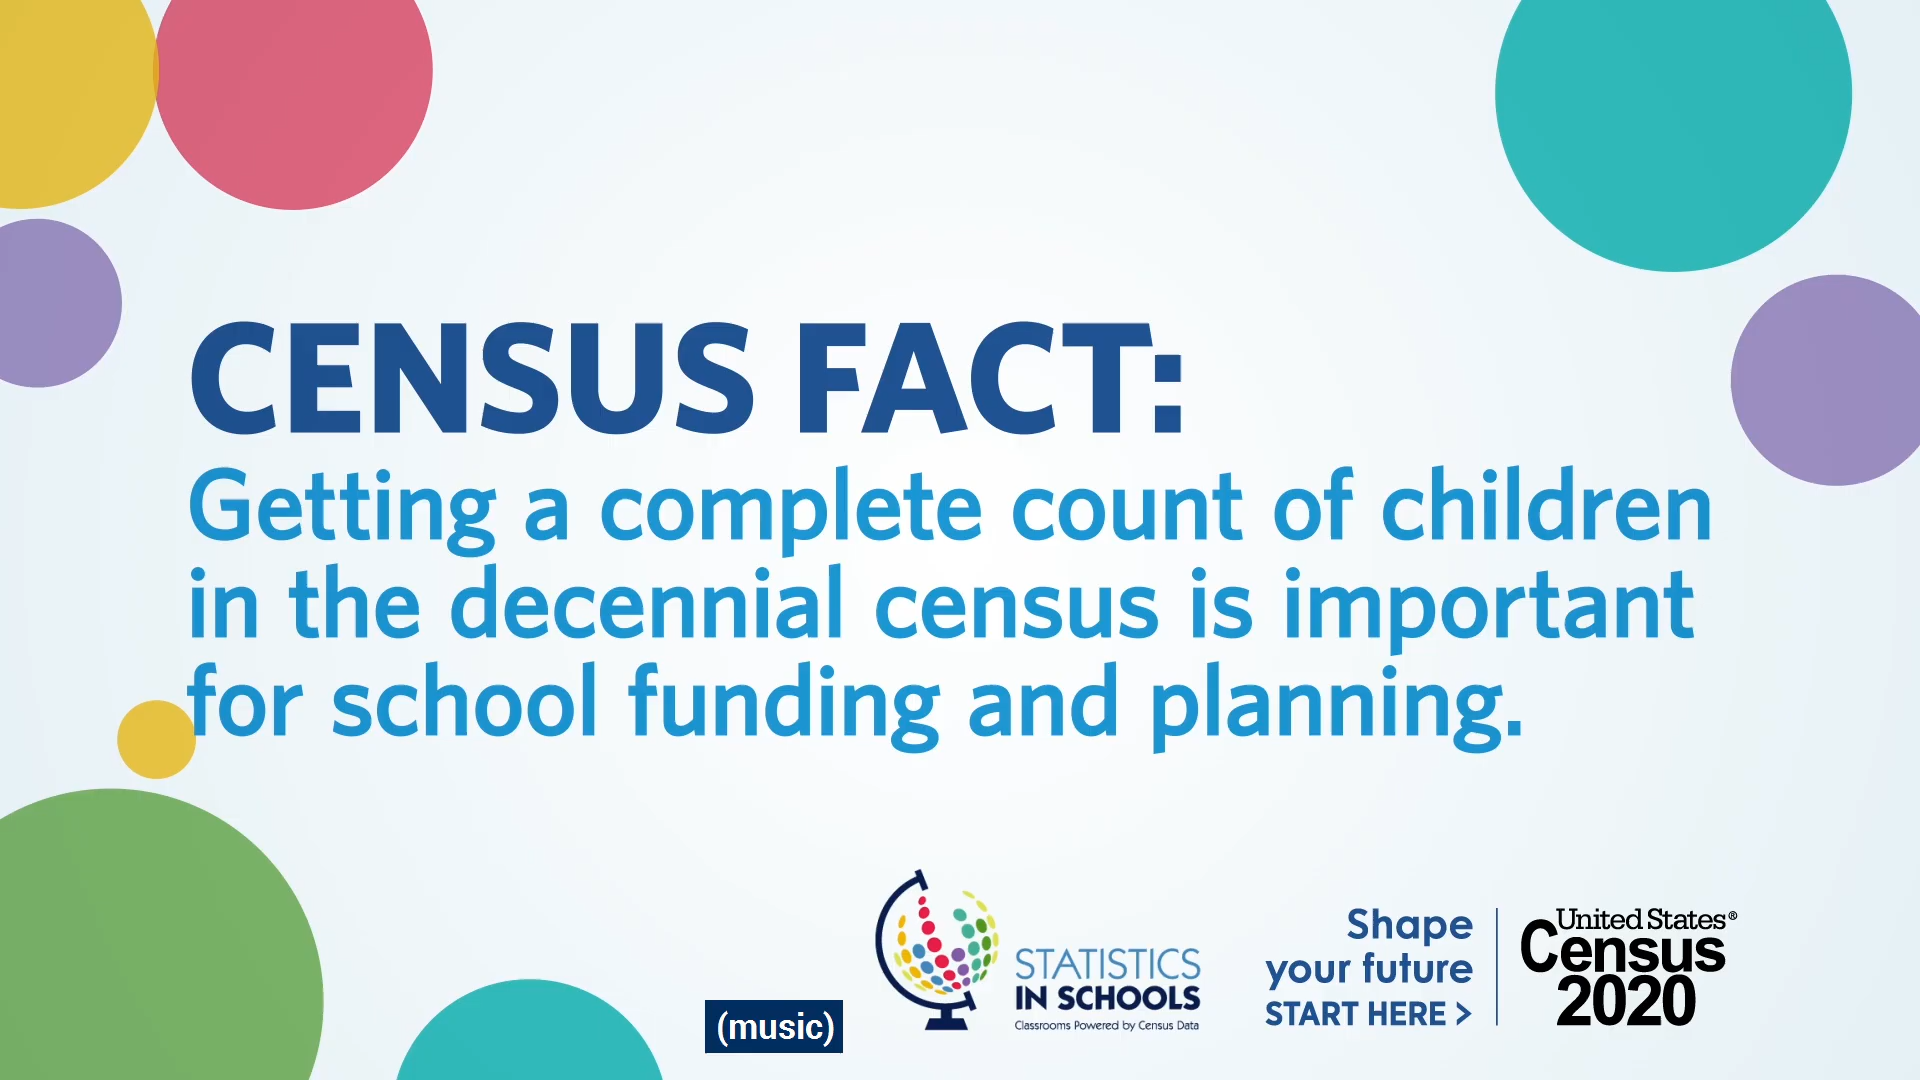 CENSUS FACT:
Getting a complete count of children
in the decennial census is important
for school funding and planning.
(music)
STATISTICS
IN SCHOOLS
Classrooms Powered by Census Data
Shape
your future
START HERE >
United States®
Census
2020